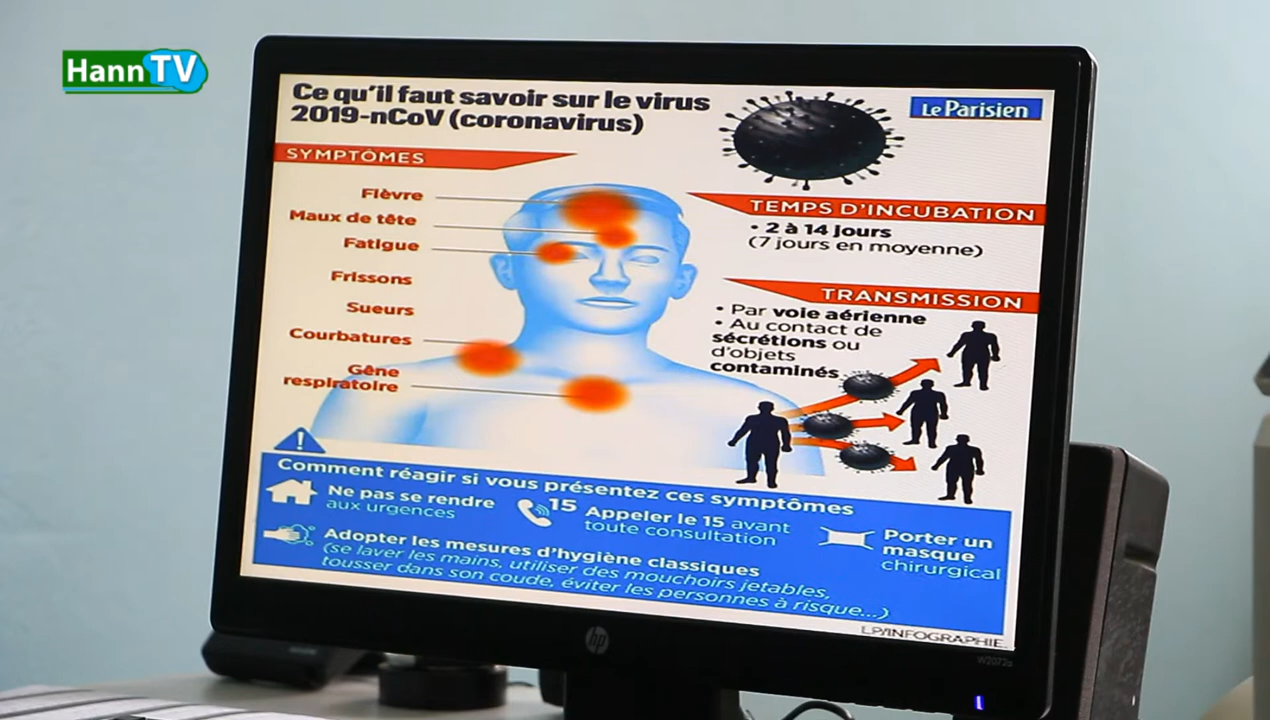 HannTV
Ce qu'il faut savoir sur le virus
2019-nCoV (coronavirus)
Le Parisien
SYMPTÔMES
Fièvre
Maux de tête
Fatigue
Frissons
Sueurs
Courbatures
Gêne
respiratoire
TEMPS D'INCUBATION
• 2 à 14 jours
(7 jours en moyenne)
TRANSMISSION
• Par voie aérienne
• Au contact de
sécrétions ou
d'objets
contaminés
!
Comment réagir si vous présentez ces symptômes
Ne pas se rendre
aux urgences
15
Appeler le 15 avant
toute consultation
Porter un
masque
chirurgical
Adopter les mesures d'hygiène classiques
(se laver les mains, utiliser des mouchoirs jetables,
tousser dans son coude, éviter les personnes à risque...)
LP/INFOGRAPHIE.
hp
W2072a